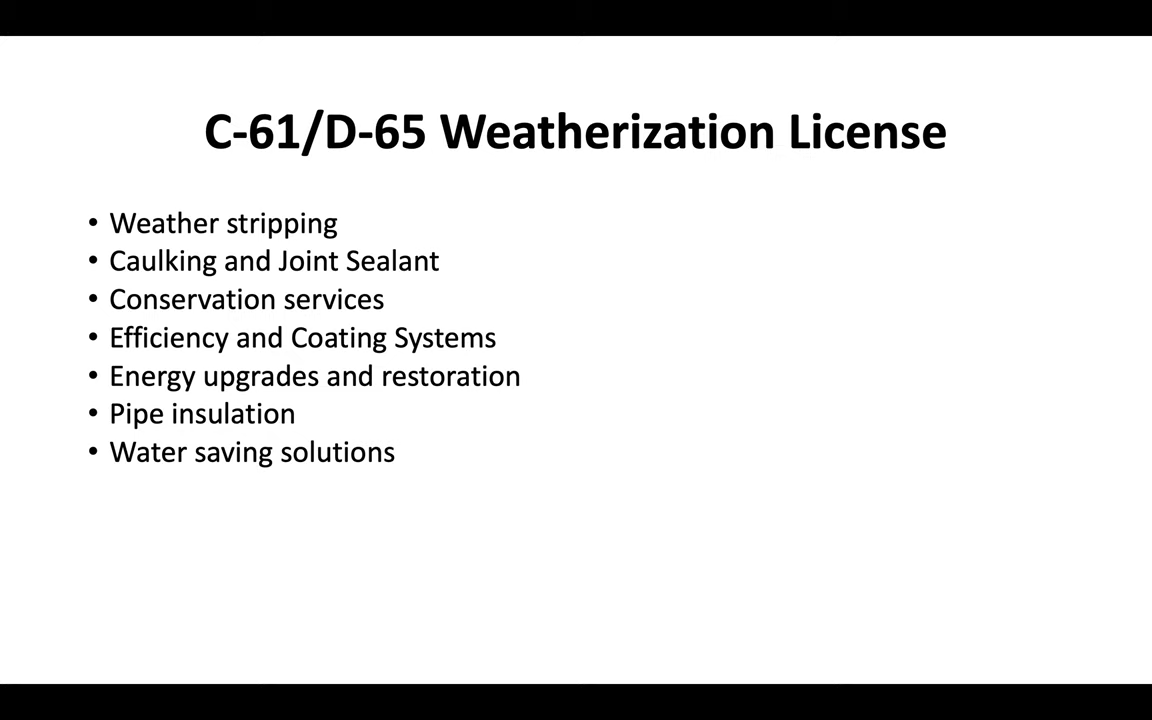 C-61/D-65 Weatherization License
• Weather stripping
• Caulking and Joint Sealant
• Conservation services
• Efficiency and Coating Systems
• Energy upgrades and restoration
• Pipe insulation
• Water saving solutions